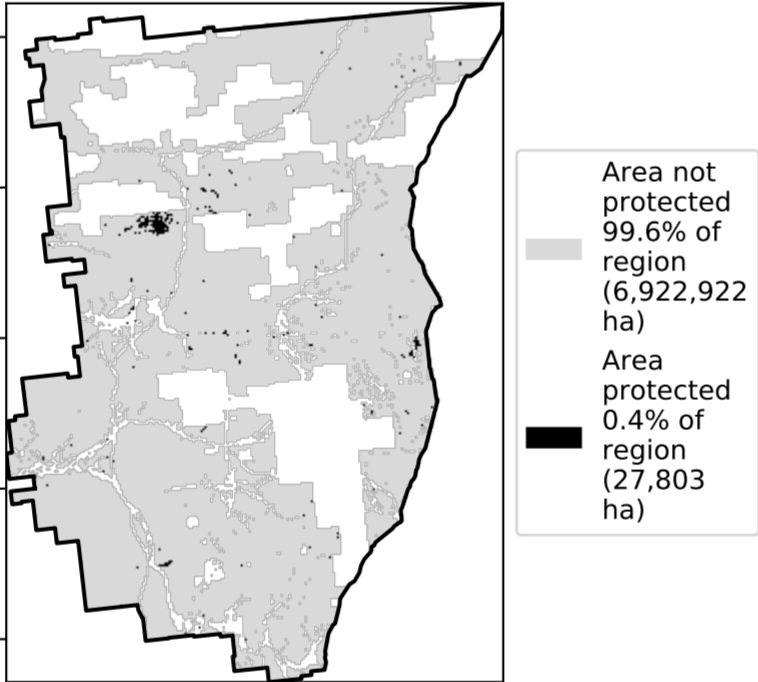 Area not
protected
99.6% of
region
(6,922,922
ha)
Area
protected
0.4% of
region
(27,803
ha)